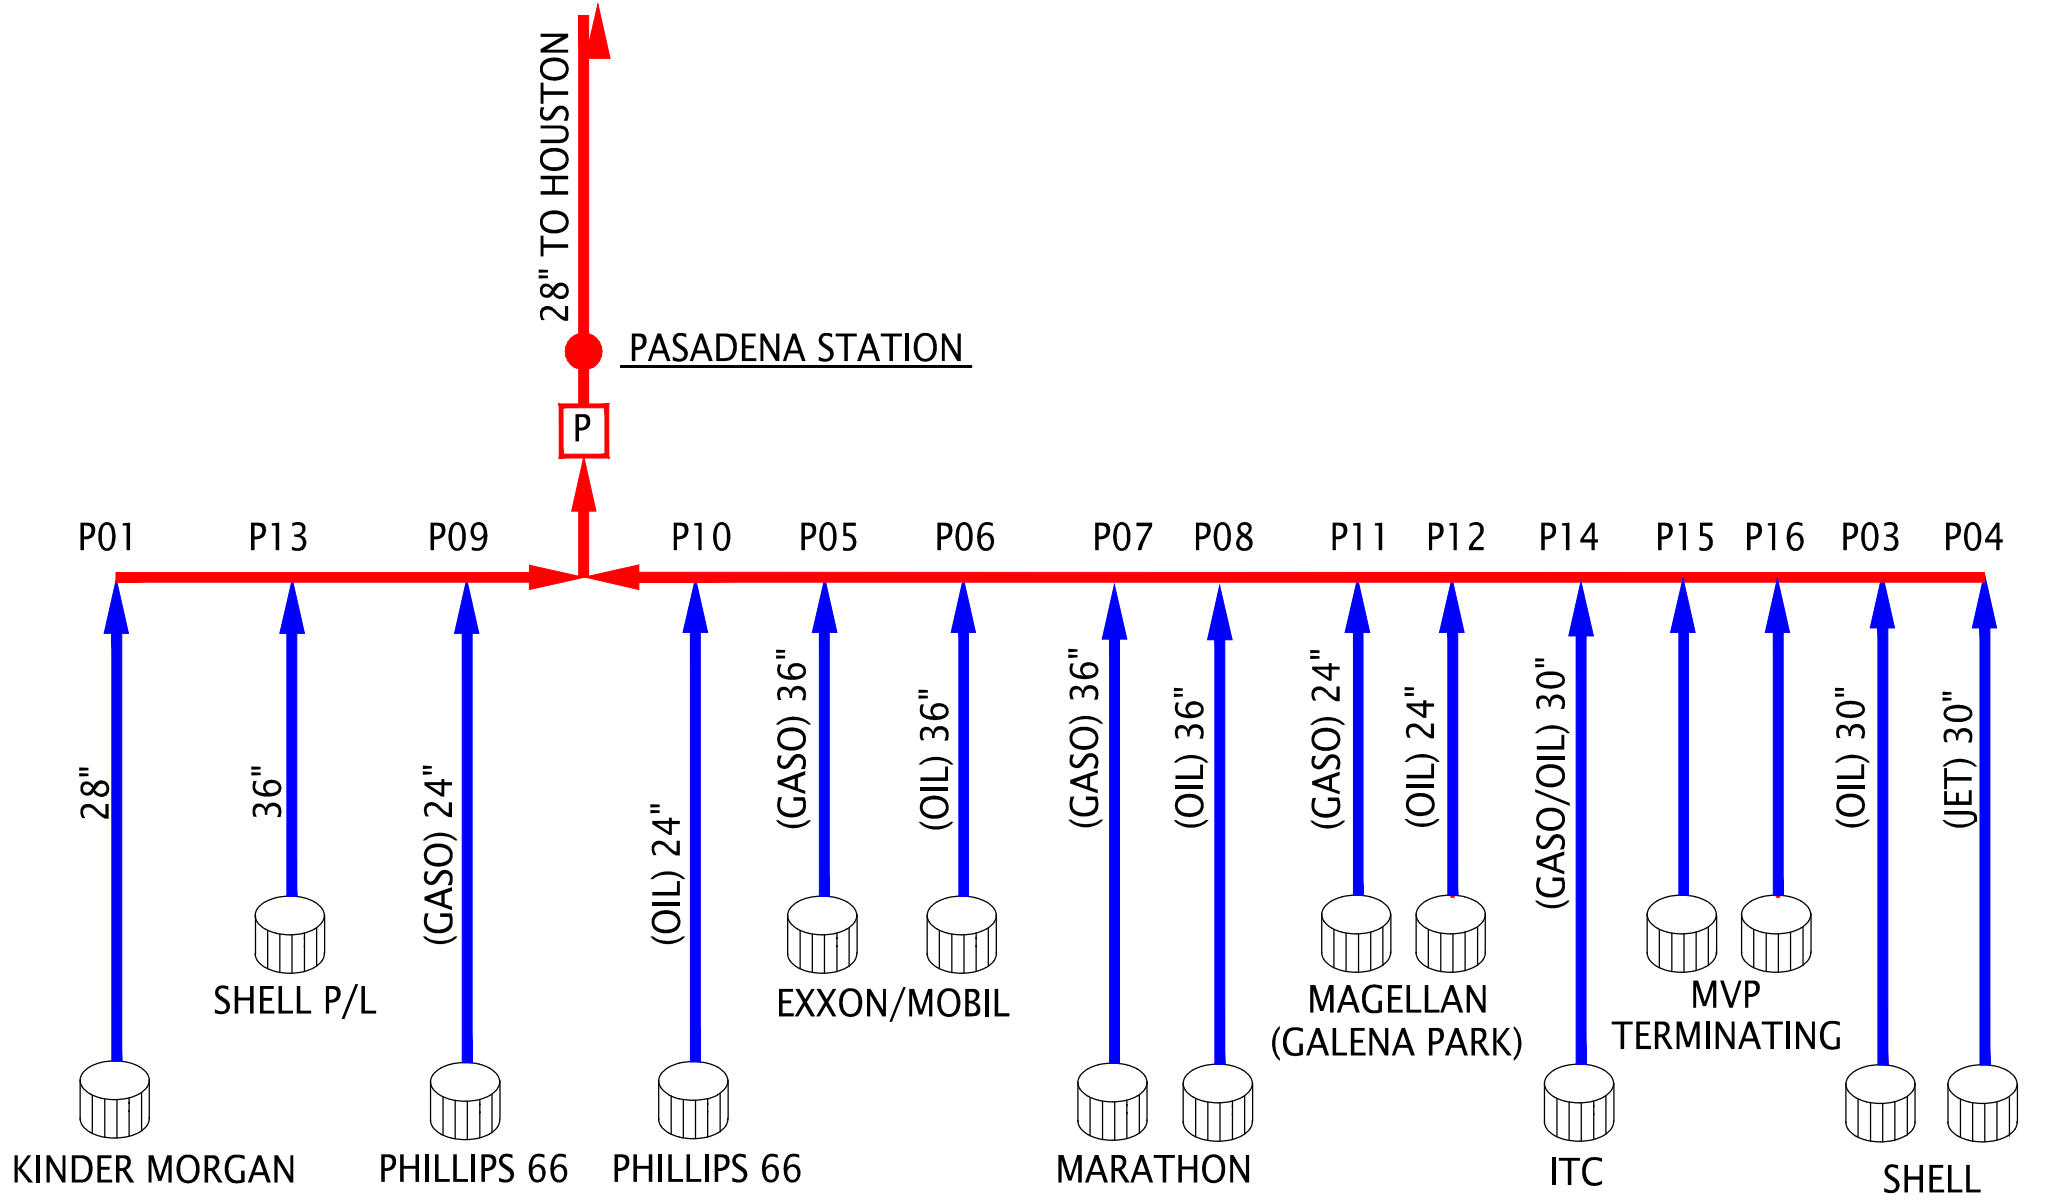 28" TO HOUSTON
PASADENA STATION
P
P01
P13
P09
P10
P05
P06
P07
P08
P11
P12
P14
P15
P16
P03
P04
28"
36"
(GASO) 24"
(OIL) 24"
(GASO) 36"
(OIL) 36"
(GASO) 36"
(OIL) 36"
(GASO) 24"
(OIL) 24"
(GASO/OIL) 30"
(OIL) 30"
(JET) 30"
SHELL P/L
EXXON/MOBIL
MAGELLAN
(GALENA PARK)
MVP
TERMINATING
KINDER MORGAN
PHILLIPS 66
PHILLIPS 66
MARATHON
ITC
SHELL